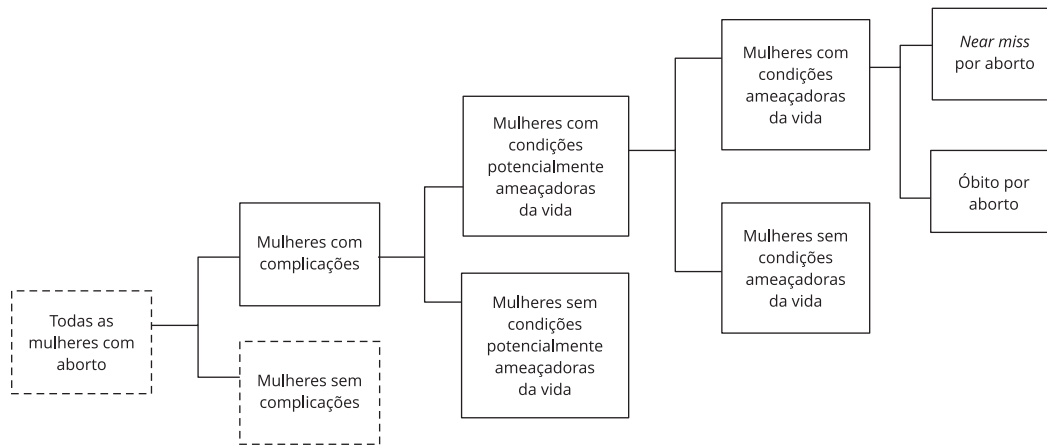 Todas as
mulheres com
aborto
Mulheres com
complicações
Mulheres sem
complicações
Mulheres com
condições
potencialmente
ameaçadoras
da vida
Mulheres sem
condições
potencialmente
ameaçadoras
da vida
Mulheres com
condições
ameaçadoras
da vida
Mulheres sem
condições
ameaçadoras
da vida
Near miss
por aborto
Óbito por
aborto